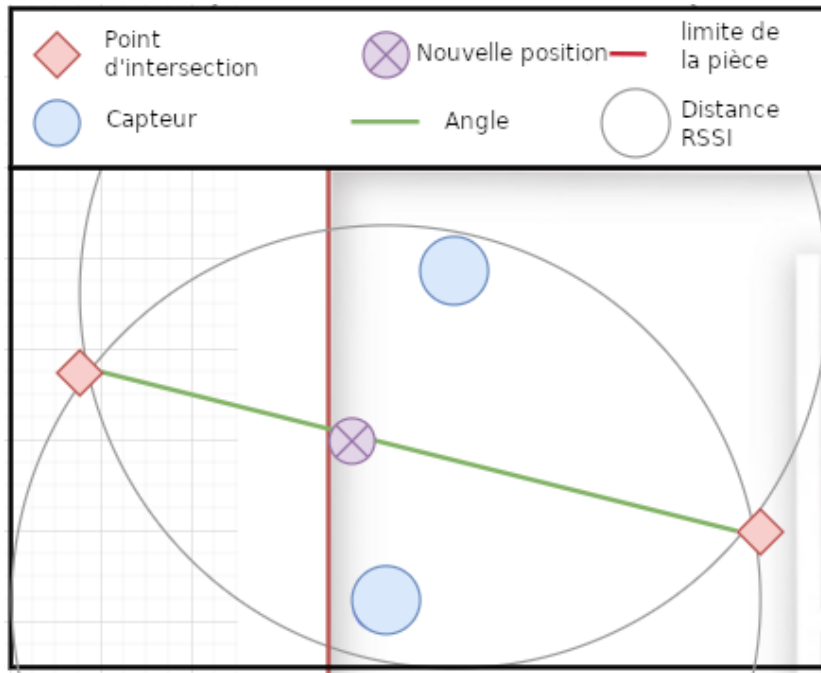 Point
d'intersection
Nouvelle position
limite de
la pièce
Capteur
Angle
Distance
RSSI